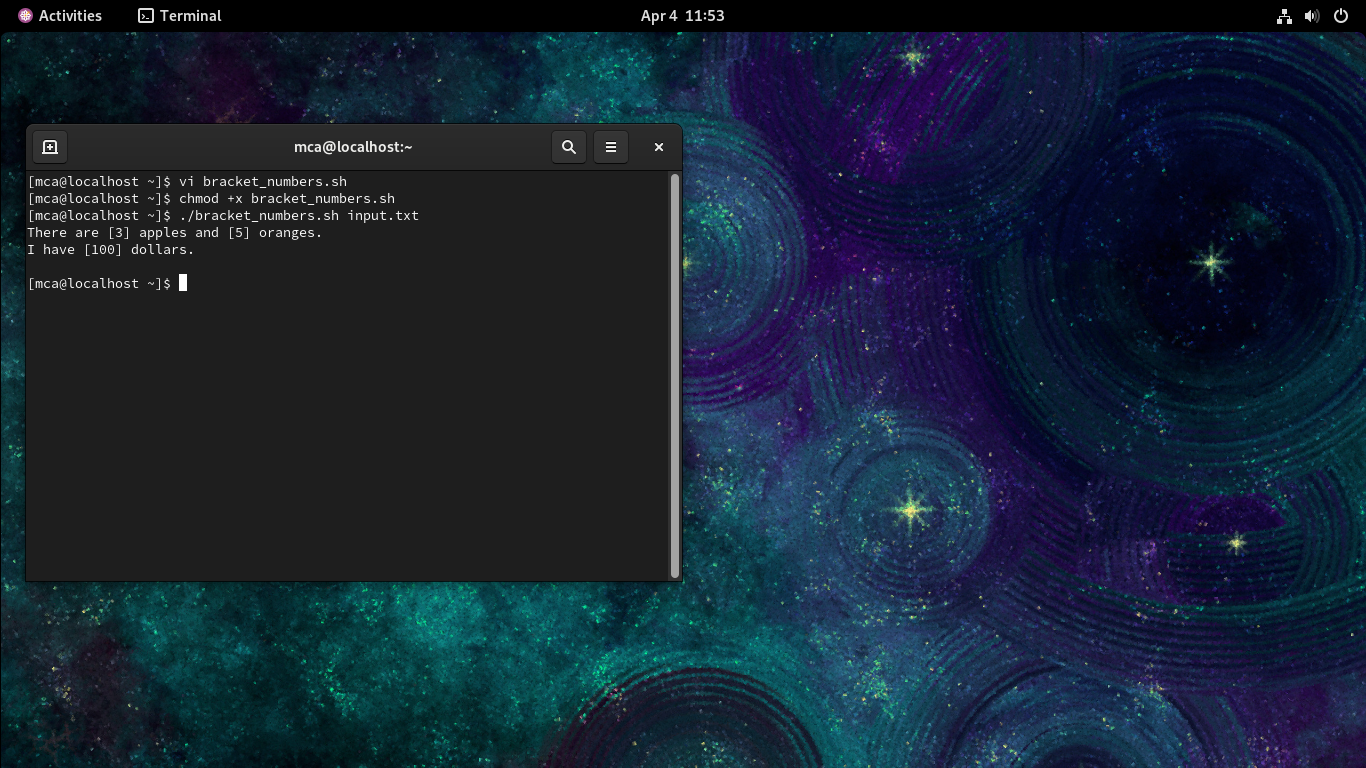 Activities
Terminal
Apr 4 11:53
mca@localhost:~
[mca@localhost ~]$ vi bracket_numbers.sh
[mca@localhost ~]$ chmod +x bracket_numbers.sh
[mca@localhost ~]$ ./bracket_numbers.sh input.txt
There are [3] apples and [5] oranges.
I have [100] dollars.
[mca@localhost ~]$